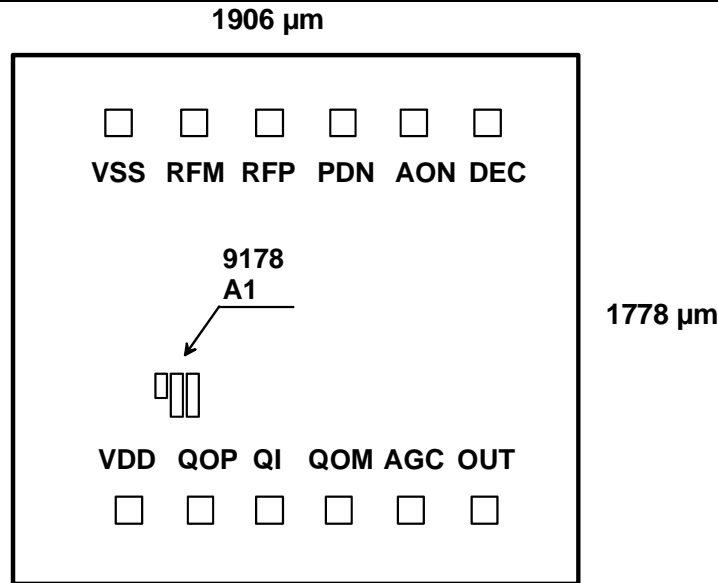 1906 µm
VSS RFM RFP PDN AON DEC
9178
A1
1778 µm
VDD QOP QI QOM AGC OUT